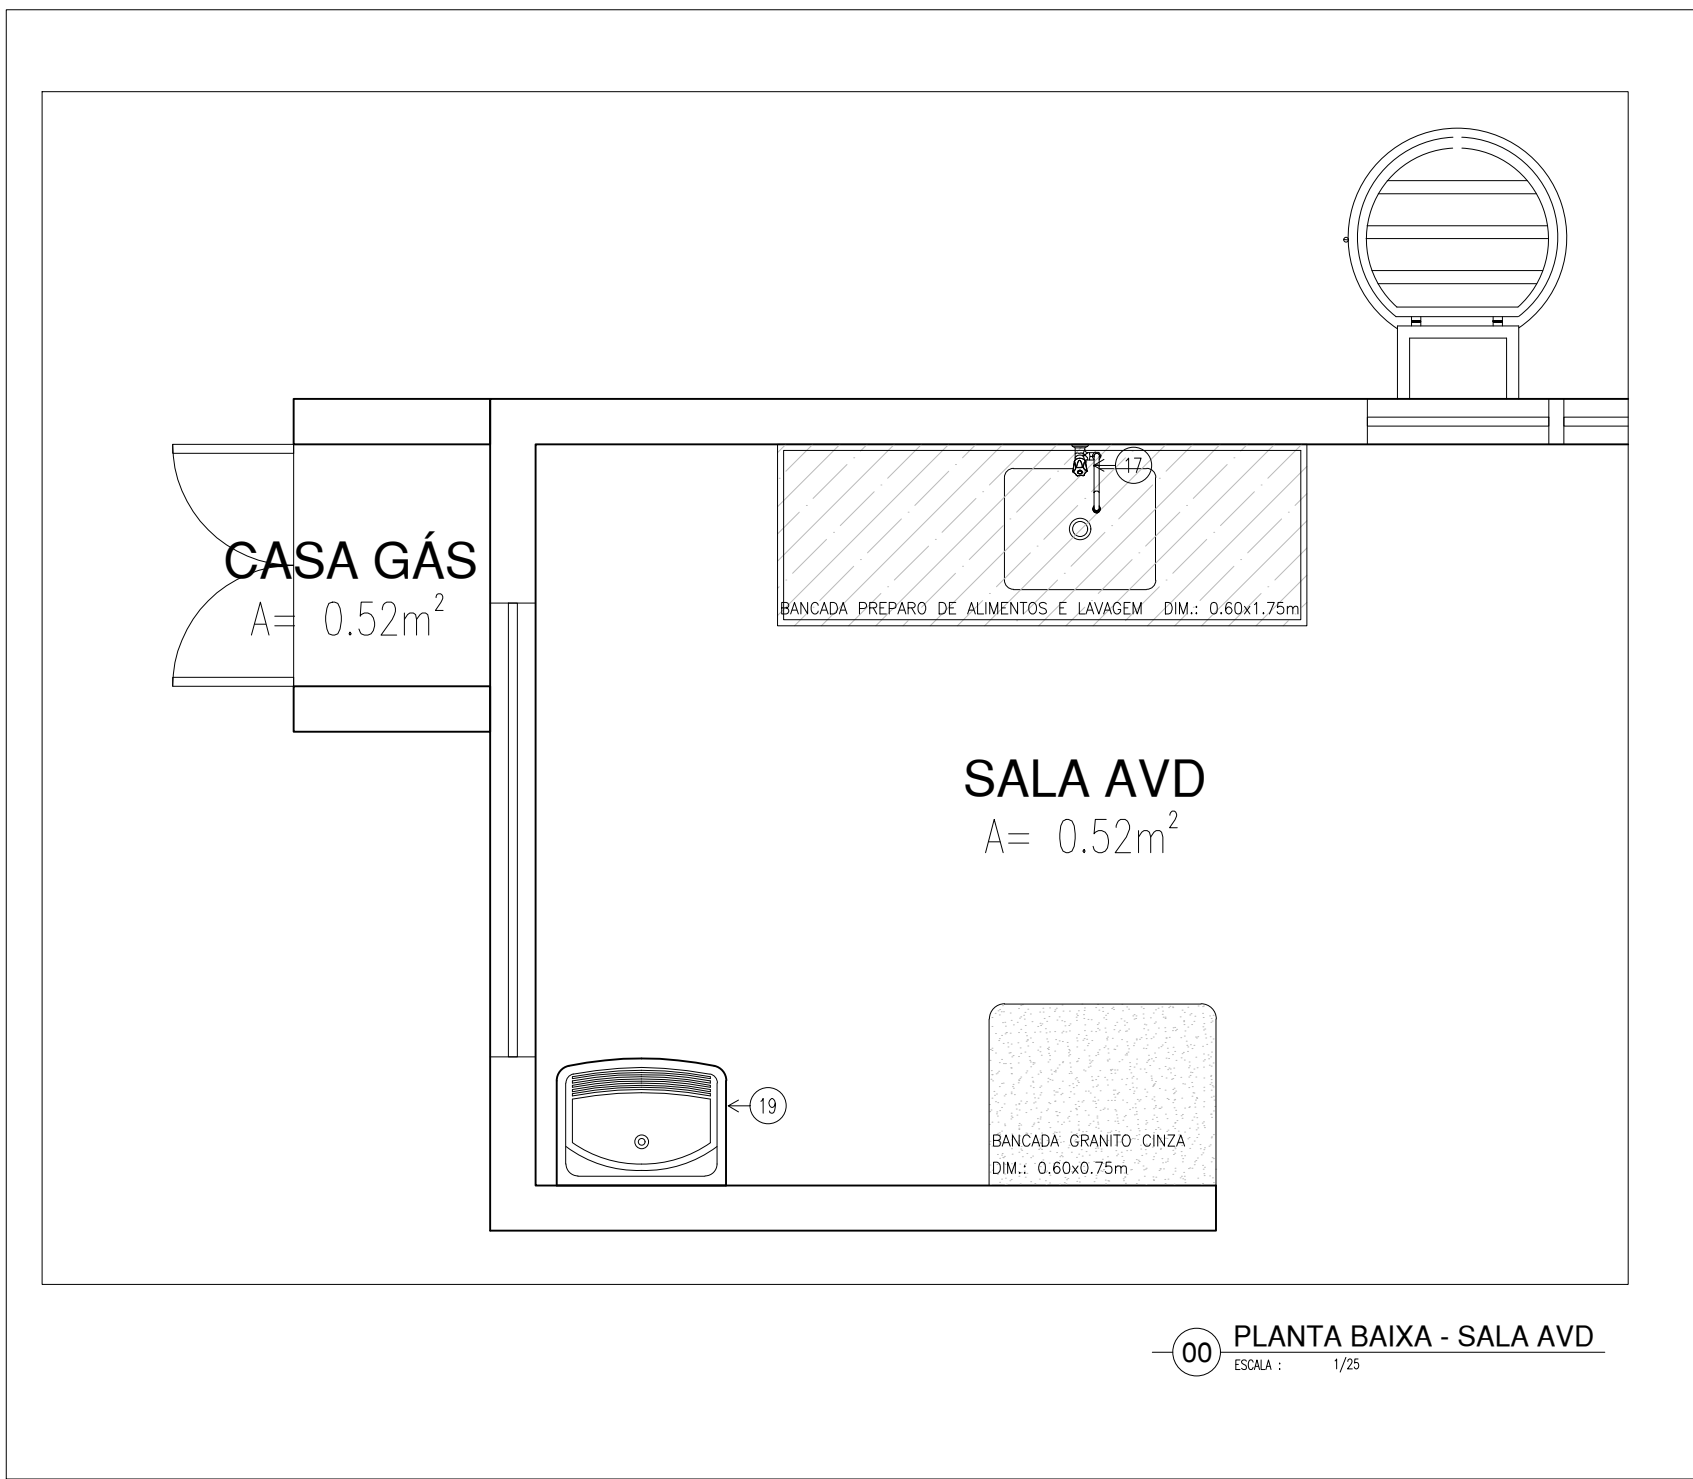 17
CASA GÁS
A= 0.52m²
BANCADA PREPARO DE ALIMENTOS E LAVAGEM DIM.: 0.60x1.75m
SALA AVD
A= 0.52m²
19
BANCADA GRANITO CINZA
DIM.: 0.60x0.75m
00 PLANTA BAIXA - SALA AVD
ESCALA : 1/25